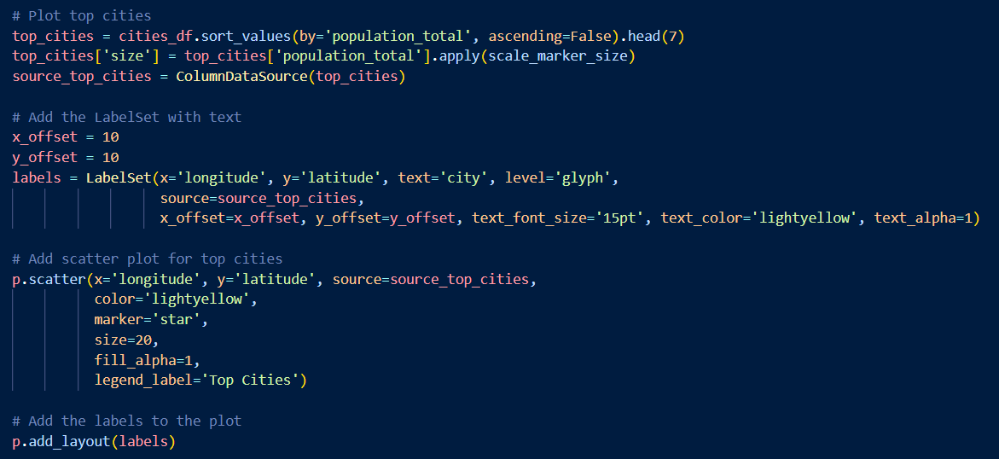 # Plot top cities
top_cities = cities_df.sort_values(by='population_total', ascending=False).head(7)
top_cities['size'] = top_cities['population_total'].apply(scale_marker_size)
source_top_cities = ColumnDataSource(top_cities)

# Add the LabelSet with text
x_offset = 10
y_offset = 10
labels = LabelSet(x='longitude', y='latitude', text='city', level='glyph',
                  source=source_top_cities,
                  x_offset=x_offset, y_offset=y_offset, text_font_size='15pt', text_color='lightyellow', text_alpha=1)

# Add scatter plot for top cities
p.scatter(x='longitude', y='latitude', source=source_top_cities,
          color='lightyellow',
          marker='star',
          size=20,
          fill_alpha=1,
          legend_label='Top Cities')

# Add the labels to the plot
p.add_layout(labels)